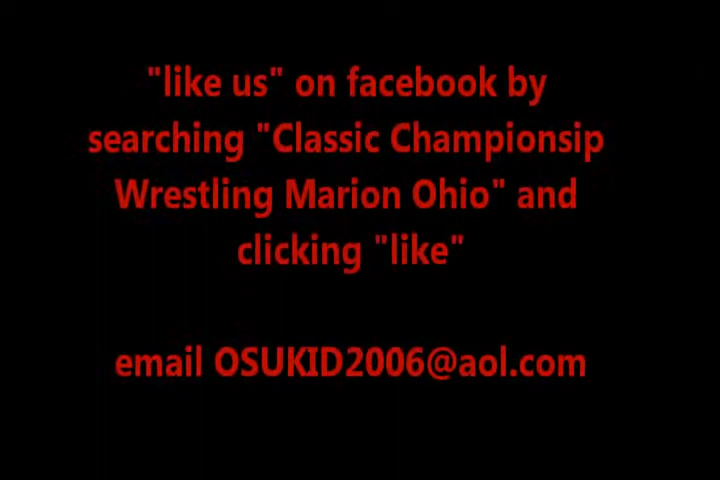 "like us" on facebook by
searching "Classic Championsip
Wrestling Marion Ohio" and
clicking "like"
email OSUKID2006@aol.com